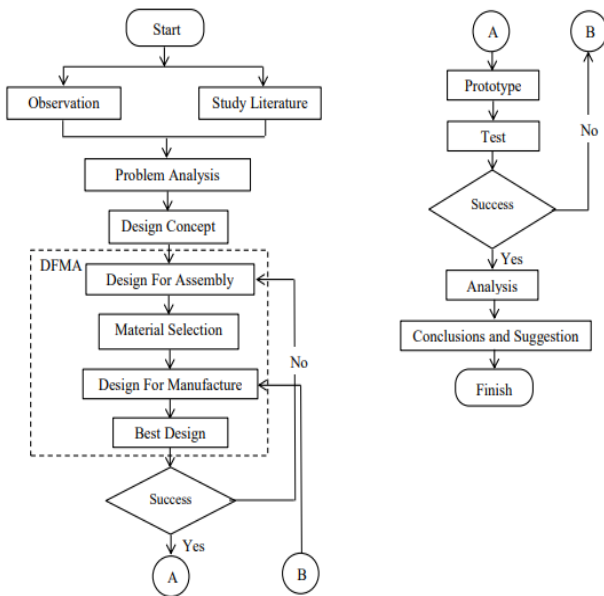 Start
Observation
Study Literature
Problem Analysis
Design Concept
DFMA
Design For Assembly
Material Selection
No
Design For Manufacture
Best Design
Success
Yes
A
B
A
B
Prototype
Test
No
Success
Yes
Analysis
Conclusions and Suggestion
Finish